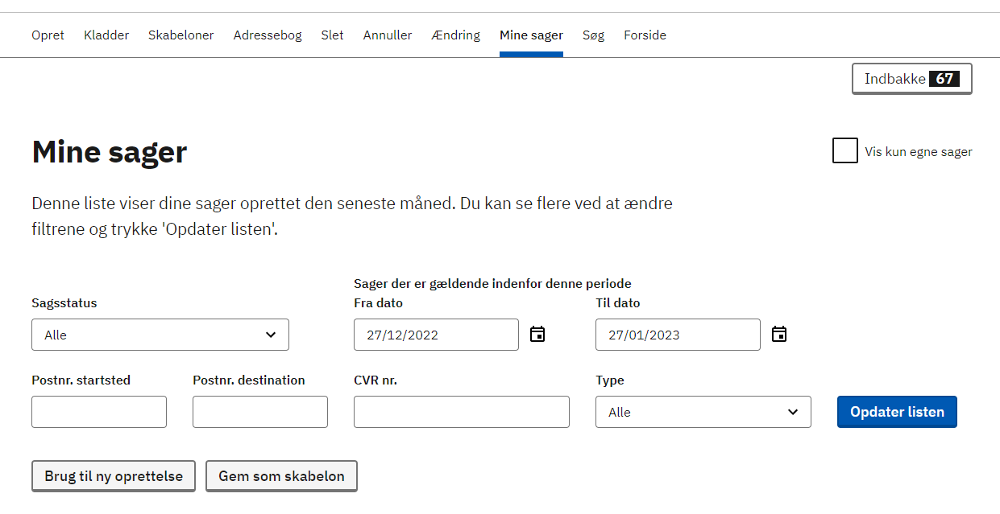 Opret Kladder Skabeloner Adressebog Slet Annuller Ændring Mine sager Søg Forside
Indbakke 67
Mine sager
Vis kun egne sager
Denne liste viser dine sager oprettet den seneste måned. Du kan se flere ved at ændre
filtrene og trykke 'Opdater listen'.
Sager der er gældende indenfor denne periode
Sagsstatus Fra dato Til dato
Alle 27/12/2022 27/01/2023
Postnr. startsted Postnr. destination CVR nr. Type
Alle Opdater listen
Brug til ny oprettelse Gem som skabelon